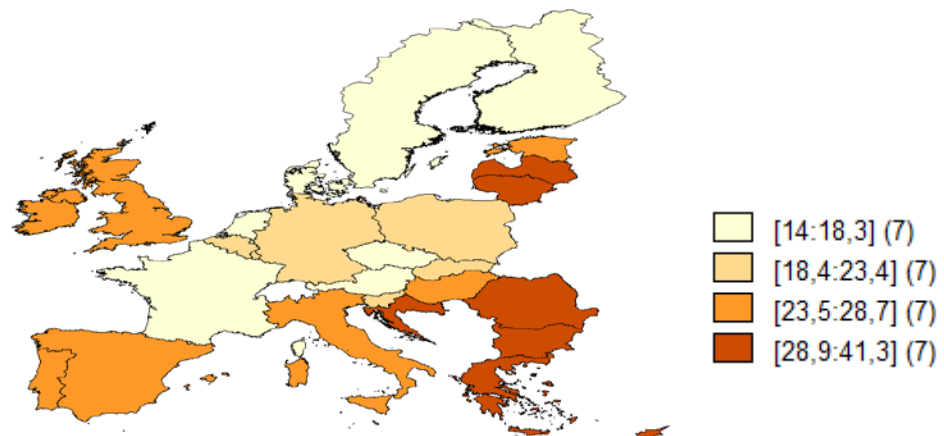 [14:18,3] (7)
[18,4:23,4] (7)
[23,5:28,7] (7)
[28,9:41,3] (7)